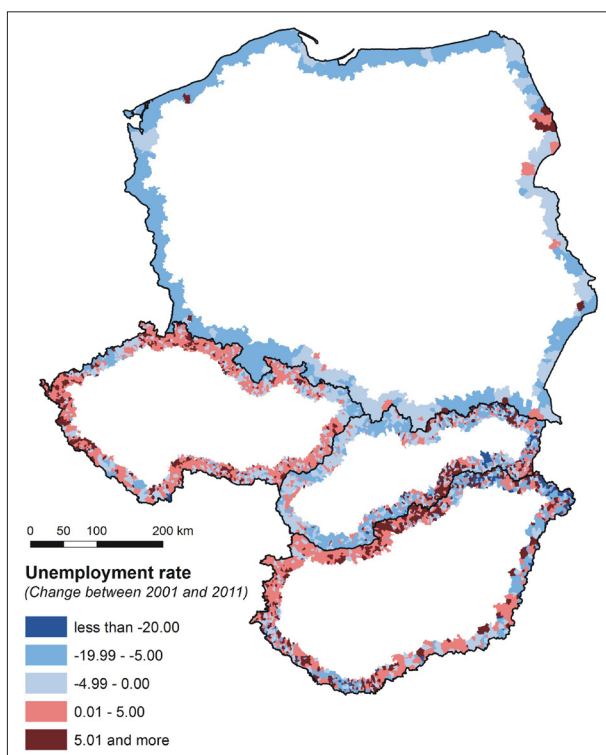 0 50 100 200 km
Unemployment rate
(Change between 2001 and 2011)
less than -20.00
-19.99 - -5.00
-4.99 - 0.00
0.01 - 5.00
5.01 and more